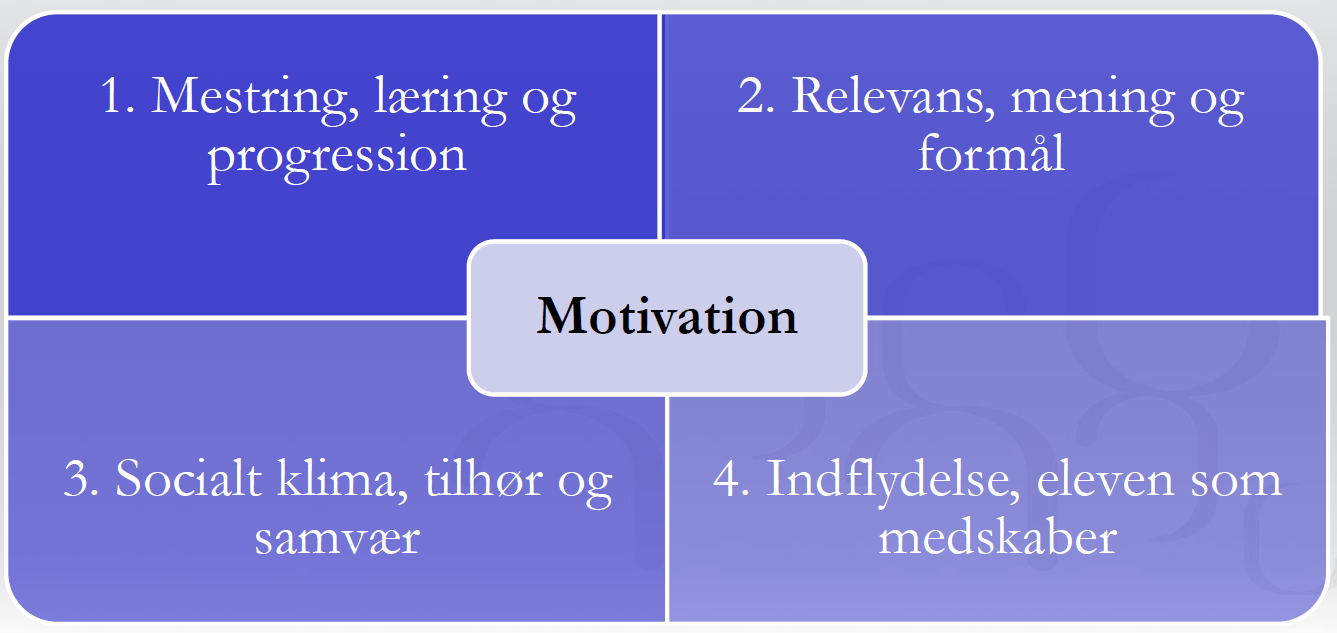 1. Mestring, læring og
progression
2. Relevans, mening og
formål
Motivation
3. Socialt klima, tilhør og
samvær
4. Indflydelse, eleven som
medskaber